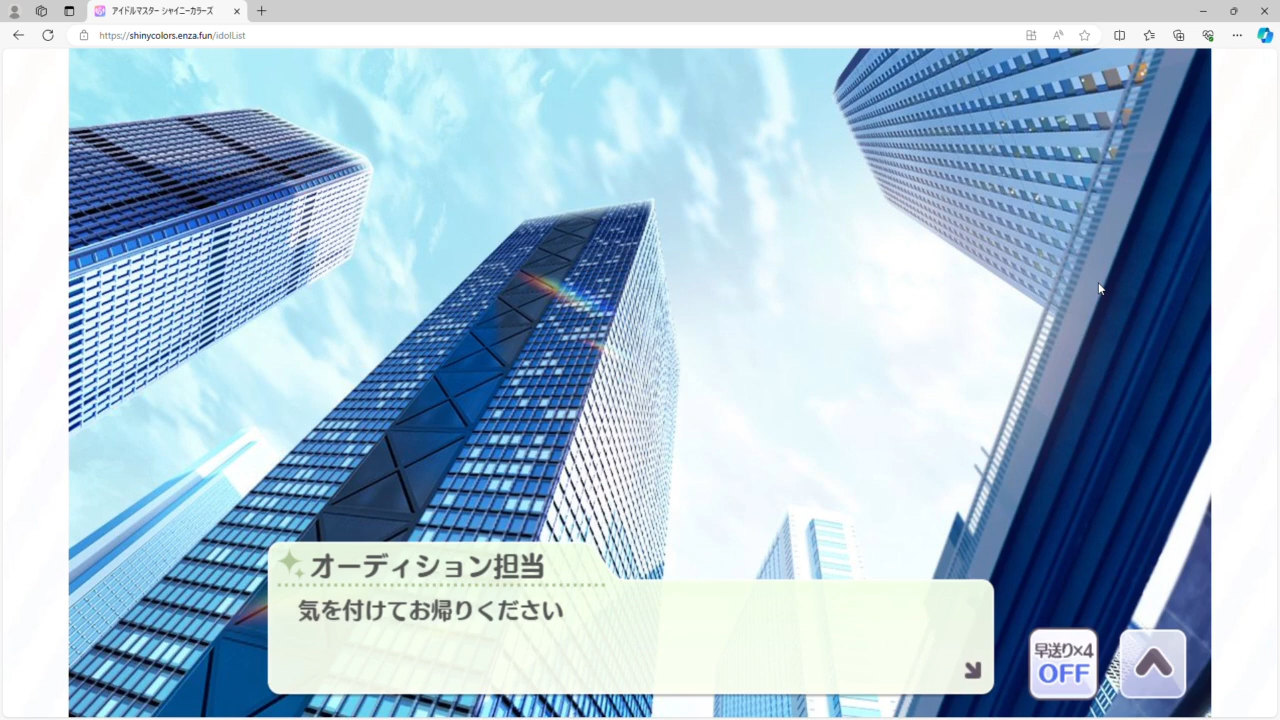 アイドルマスター シャイニーカラーズ
https://shinycolors.enza.fun/idolList
オーディション担当
気を付けてお帰りください
早送り×4
OFF